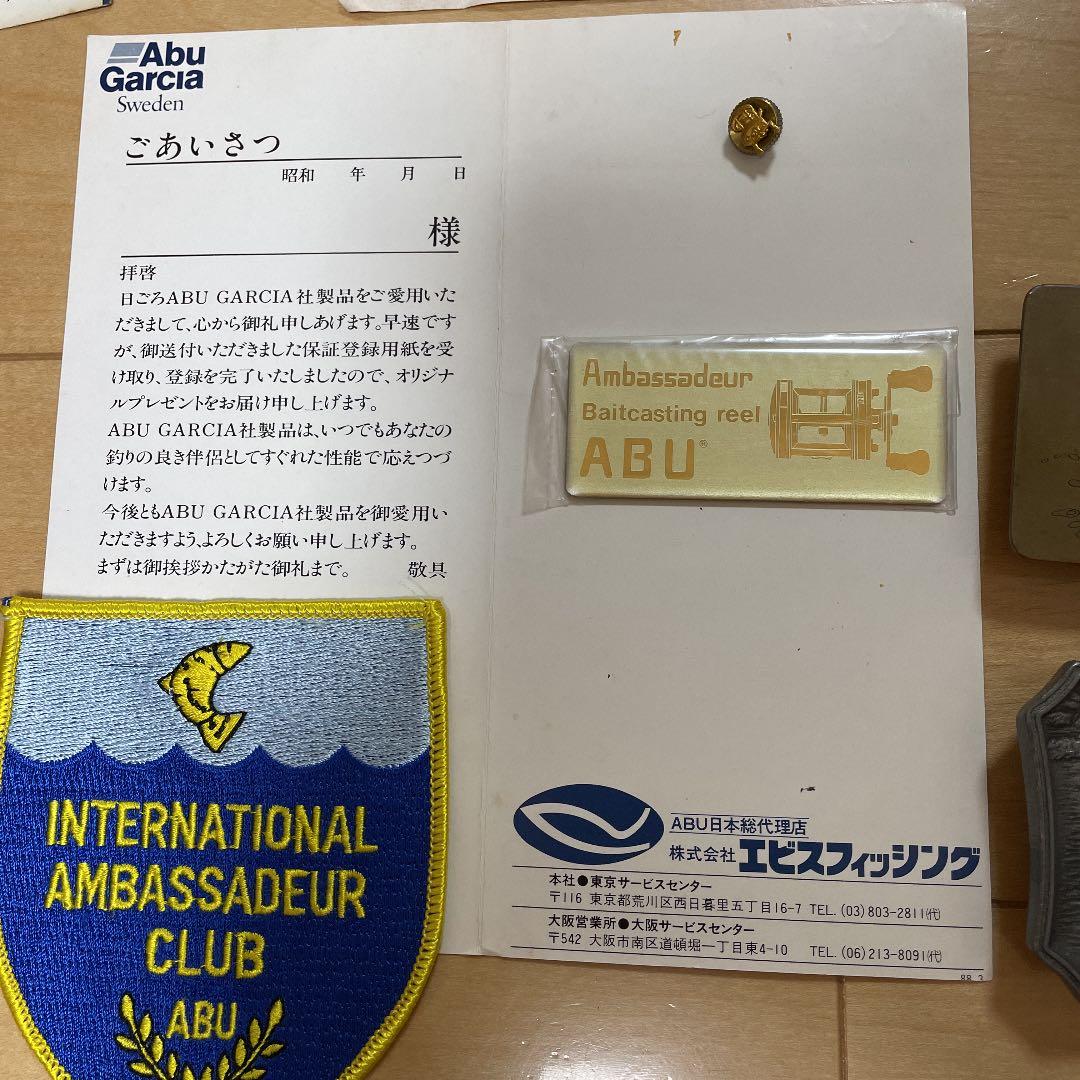 Abu
Garcia
Sweden
ごあいさつ
昭和 年 月 日
様
拝啓
日ごろABU GARCIA社製品をご愛用いた
だきまして、心から御礼申しあげます。早速です
が、御送付いただきました保証登録用紙を受
け取り、登録を完了いたしましたので、オリジナ
ルプレゼントをお届け申し上げます。
ABU GARCIA社製品は、いつでもあなたの
釣りの良き伴侶としてすぐれた性能で応えつづ
けます。
今後ともABU GARCIA社製品を御愛用い
ただきますよう、よろしくお願い申し上げます。
まずは御挨拶かたがた御礼まで。 敬具
Ambassadeur
Baitcasting reel
ABU®
INTERNATIONAL
AMBASSADEUR
CLUB
ABU
ABU日本総代理店
株式会社エビスフィッシング
本社●東京サービスセンター
〒116 東京都荒川区西日暮里五丁目16-7 TEL. (03) 803-2811㈹
大阪営業所●大阪サービスセンター
〒542 大阪市南区道頓堀一丁目東4-10 TEL. (06) 213-8091㈹
88. 3